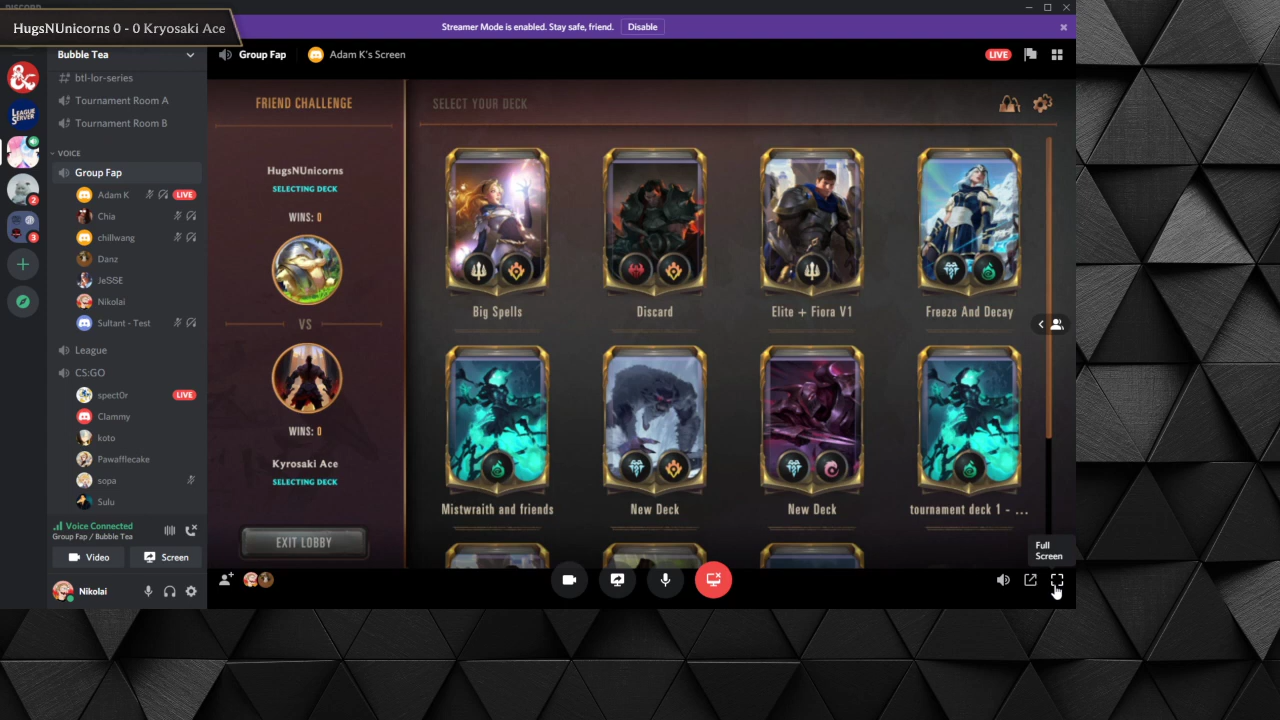 DISCORD
HugsNUnicorns 0 - 0 Kryosaki Ace
Streamer Mode is enabled. Stay safe, friend.
Disable
Bubble Tea
Group Fap
Adam K's Screen
LIVE
btl-lor-series
Tournament Room A
Tournament Room B
VOICE
Group Fap
Adam K
LIVE
Chia
chillwang
Danz
JeSSE
Nikolai
Sultant - Test
League
CS:GO
spect0r
LIVE
Clammy
koto
Pawafflecake
sopa
Sulu
Voice Connected
Group Fap / Bubble Tea
Video
Screen
Nikolai
LEAGUE
SERVER
2
3
FRIEND CHALLENGE
HugsNUnicorns
SELECTING DECK
WINS: 0
VS
WINS: 0
Kyrosaki Ace
SELECTING DECK
EXIT LOBBY
SELECT YOUR DECK
Big Spells
Discard
Elite + Fiora V1
Freeze And Decay
Mistwraith and friends
New Deck
New Deck
tournament deck 1 - ...
Full
Screen